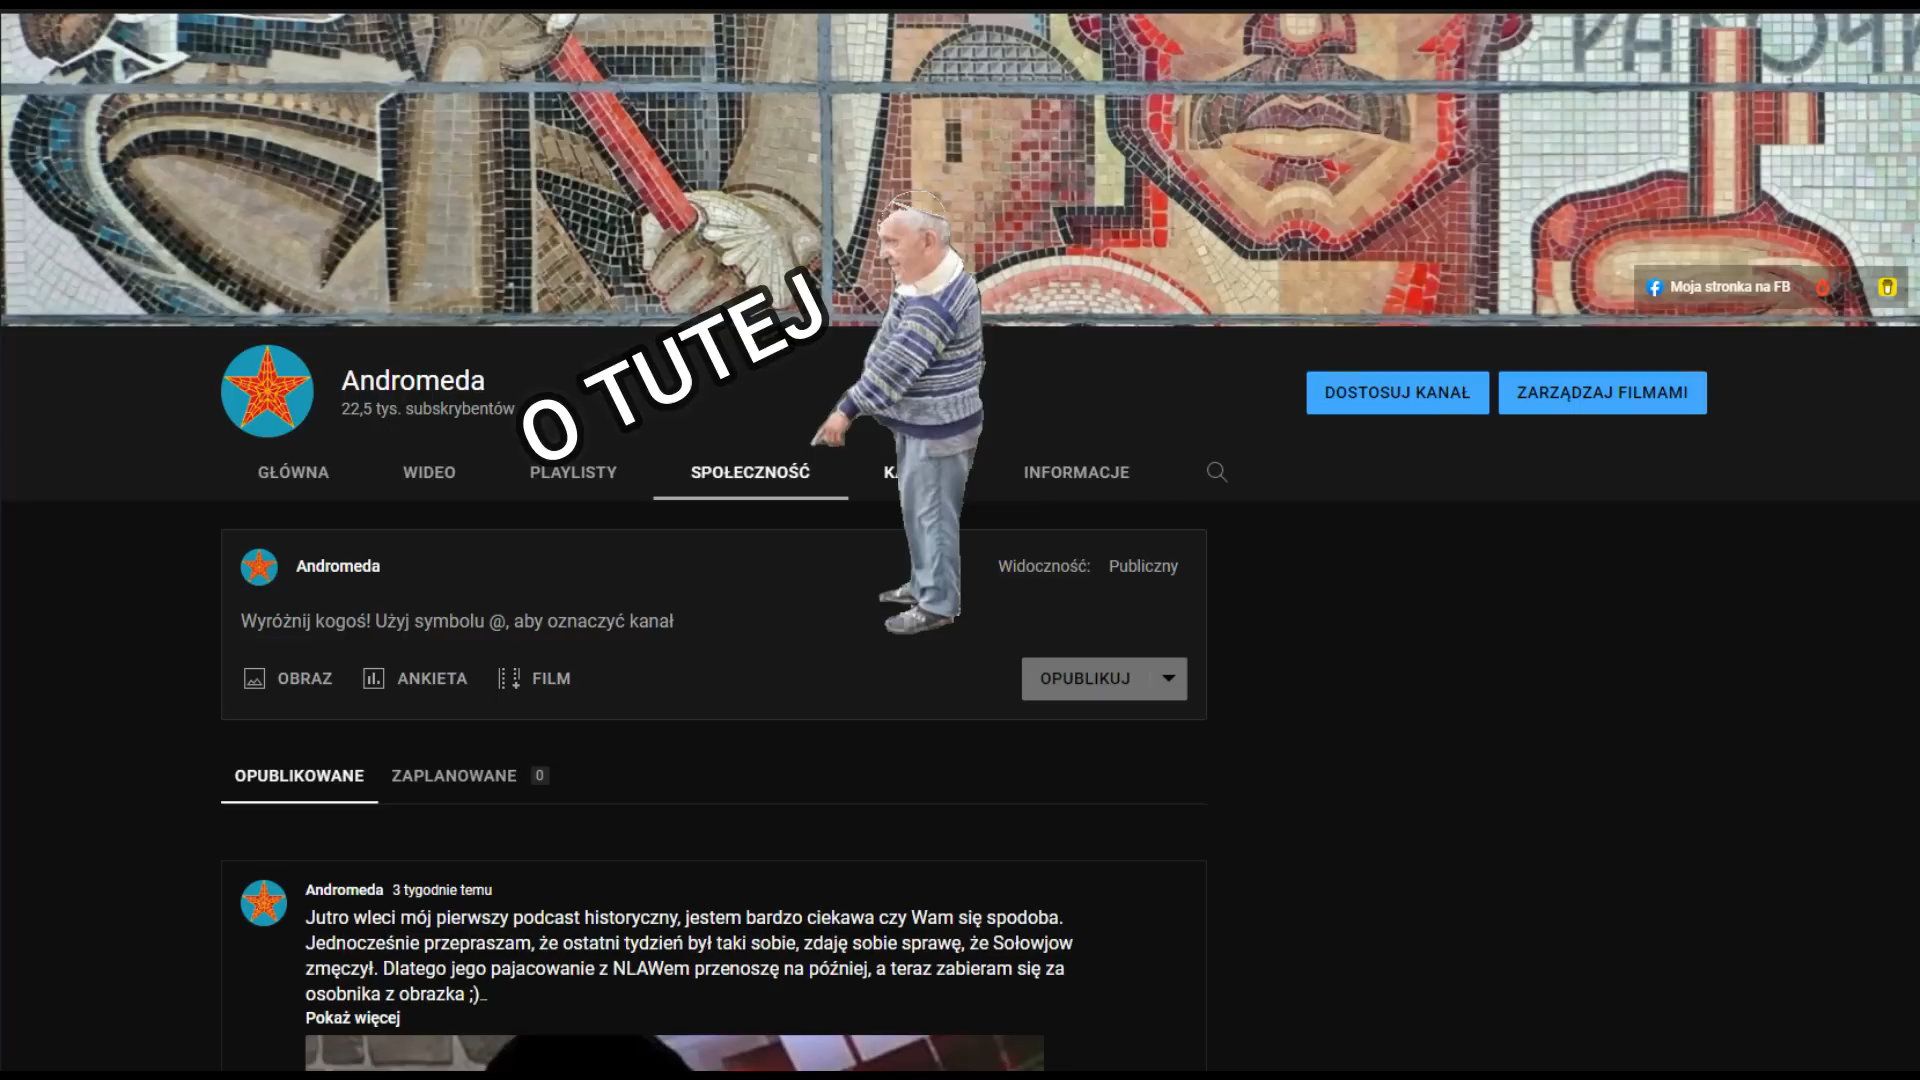 Moja stronka na FB
Andromeda
22,5 tys. subskrybentów
O TUTEJ
DOSTOSUJ KANAŁ
ZARZĄDZAJ FILMAMI
GŁÓWNA
WIDEO
PLAYLISTY
SPOŁECZNOŚĆ
INFORMACJE
Andromeda
Widoczność: Publiczny
Wyróżnij kogoś! Użyj symbolu @, aby oznaczyć kanał
OBRAZ
ANKIETA
FILM
OPUBLIKUJ
OPUBLIKOWANE
ZAPLANOWANE 0
Andromeda 3 tygodnie temu
Jutro wleci mój pierwszy podcast historyczny, jestem bardzo ciekawa czy Wam się spodoba.
Jednocześnie przepraszam, że ostatni tydzień był taki sobie, zdaję sobie sprawę, że Sołowjow
zmęczył. Dlatego jego pajacowanie z NLAWem przenoszę na później, a teraz zabieram się za
osobnika z obrazka ;)...
Pokaż więcej